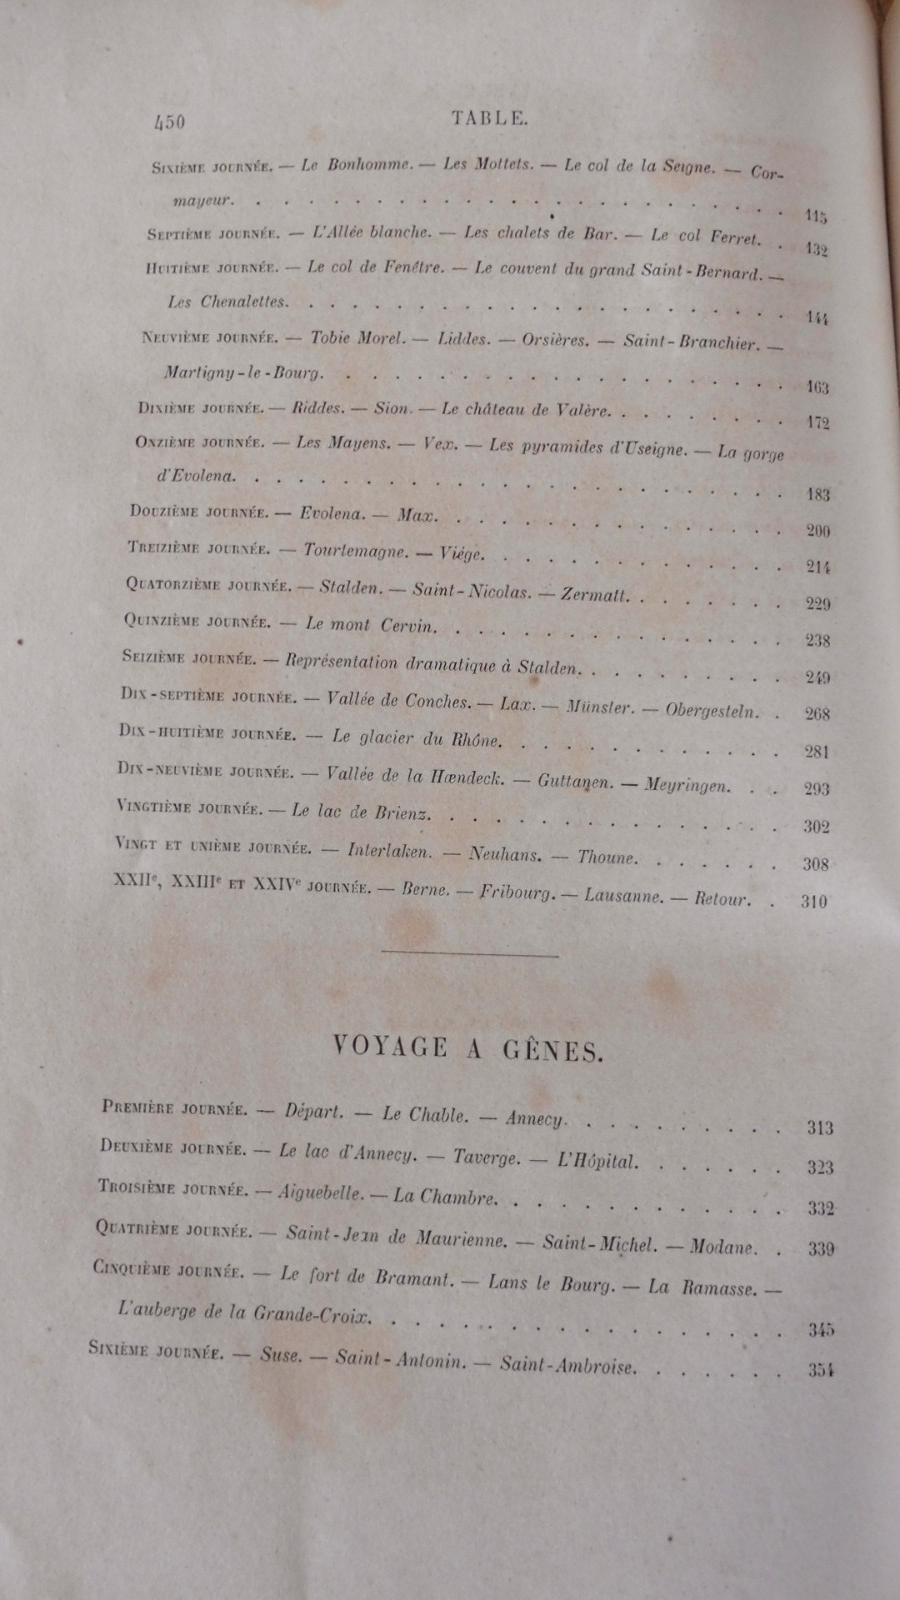 450 TABLE.
SIXIÈME JOURNÉE. — Le Bonhomme. — Les Mottets. — Le col de la Seigne. — Cor-
mayeur. . . . . . . . . . . . . . . . . . . . 115
SEPTIÈME JOURNÉE. — L'Allée blanche. — Les chalets de Bar. — Le col Ferret. . 132
HUITIÈME JOURNÉE. — Le col de Fenêtre. — Le couvent du grand Saint-Bernard. —
Les Chenalettes. . . . . . . . . . . . . . . . . . 144
NEUVIÈME JOURNÉE. — Tobie Morel. — Liddes. — Orsières. — Saint-Branchier. —
Martigny-le-Bourg. . . . . . . . . . . . . . . . . 163
DIXIÈME JOURNÉE. — Riddes. — Sion. — Le château de Valère. . . . . . . . 172
ONZIÈME JOURNÉE. — Les Mayens. — Vex. — Les pyramides d'Useigne. — La gorge
d'Evolena. . . . . . . . . . . . . . . . . . . . 183
DOUZIÈME JOURNÉE. — Evolena. — Max. . . . . . . . . . . . . 200
TREIZIÈME JOURNÉE. — Tourtemagne. — Viége. . . . . . . . . . . . 214
QUATORZIÈME JOURNÉE. — Stalden. — Saint-Nicolas. — Zermatt. . . . . . . 229
QUINZIÈME JOURNÉE. — Le mont Cervin. . . . . . . . . . . . . 238
SEIZIÈME JOURNÉE. — Représentation dramatique à Stalden. . . . . . . . . 249
DIX-SEPTIÈME JOURNÉE. — Vallée de Conches. — Lax. — Münster. — Obergesteln. . 268
DIX-HUITIÈME JOURNÉE. — Le glacier du Rhône. . . . . . . . . . . 281
DIX-NEUVIÈME JOURNÉE. — Vallée de la Hœndeck. — Guttanen. — Meyringen. . . 293
VINGTIÈME JOURNÉE. — Le lac de Brienz. . . . . . . . . . . . . 302
VINGT ET UNIÈME JOURNÉE. — Interlaken. — Neuhans. — Thoune. . . . . . . 308
XXIIe, XXIIIe ET XXIVe JOURNÉE. — Berne. — Fribourg. — Lausanne. — Retour. . 310
VOYAGE A GÊNES.
PREMIÈRE JOURNÉE. — Départ. — Le Chable. — Annecy. . . . . . . . . 313
DEUXIÈME JOURNÉE. — Le lac d'Annecy. — Taverge. — L'Hôpital. . . . . . . 323
TROISIÈME JOURNÉE. — Aiguebelle. — La Chambre. . . . . . . . . . . 332
QUATRIÈME JOURNÉE. — Saint-Jean de Maurienne. — Saint-Michel. — Modane. . 339
CINQUIÈME JOURNÉE. — Le fort de Bramant. — Lans le Bourg. — La Ramasse. —
L'auberge de la Grande-Croix. . . . . . . . . . . . . . . 345
SIXIÈME JOURNÉE. — Suse. — Saint-Antonin. — Saint-Ambroise. . . . . . . 354